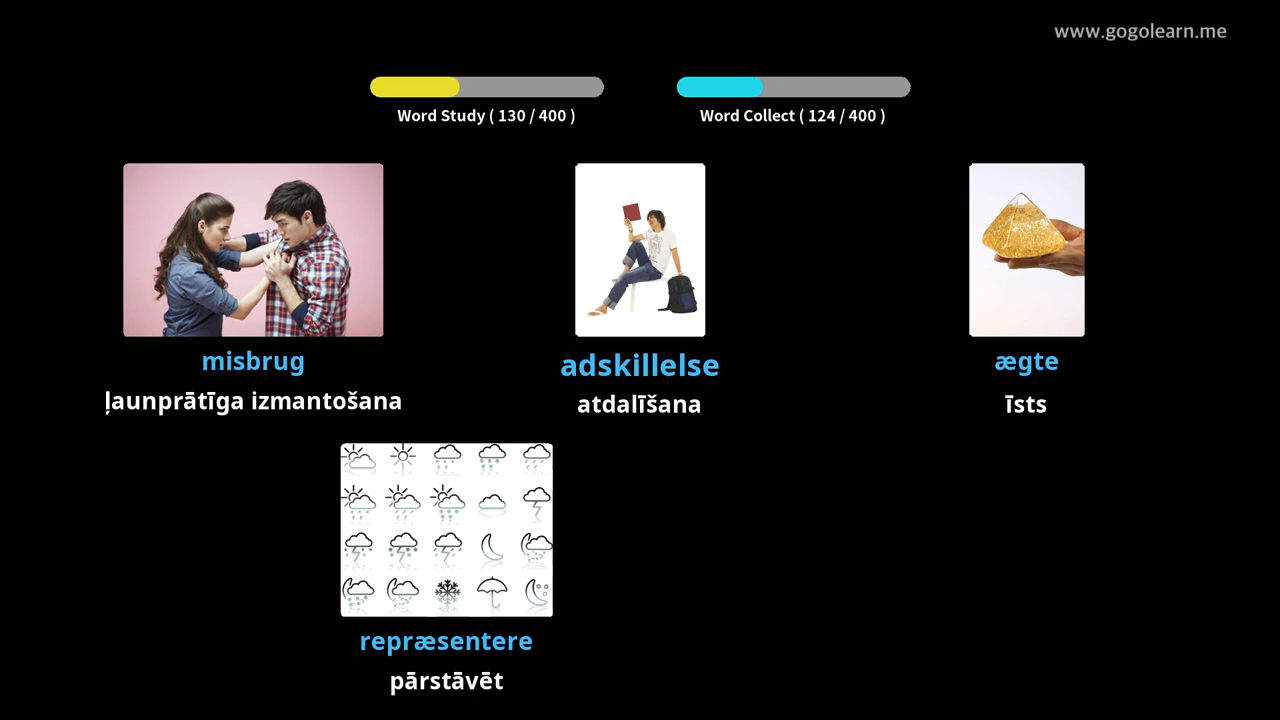 www.gogolearn.me
Word Study ( 130 / 400 )
Word Collect ( 124 / 400 )
misbrug
adskillelse
ægte
ļaunprātīga izmantošana
atdalīšana
īsts
repræsentere
pārstāvēt